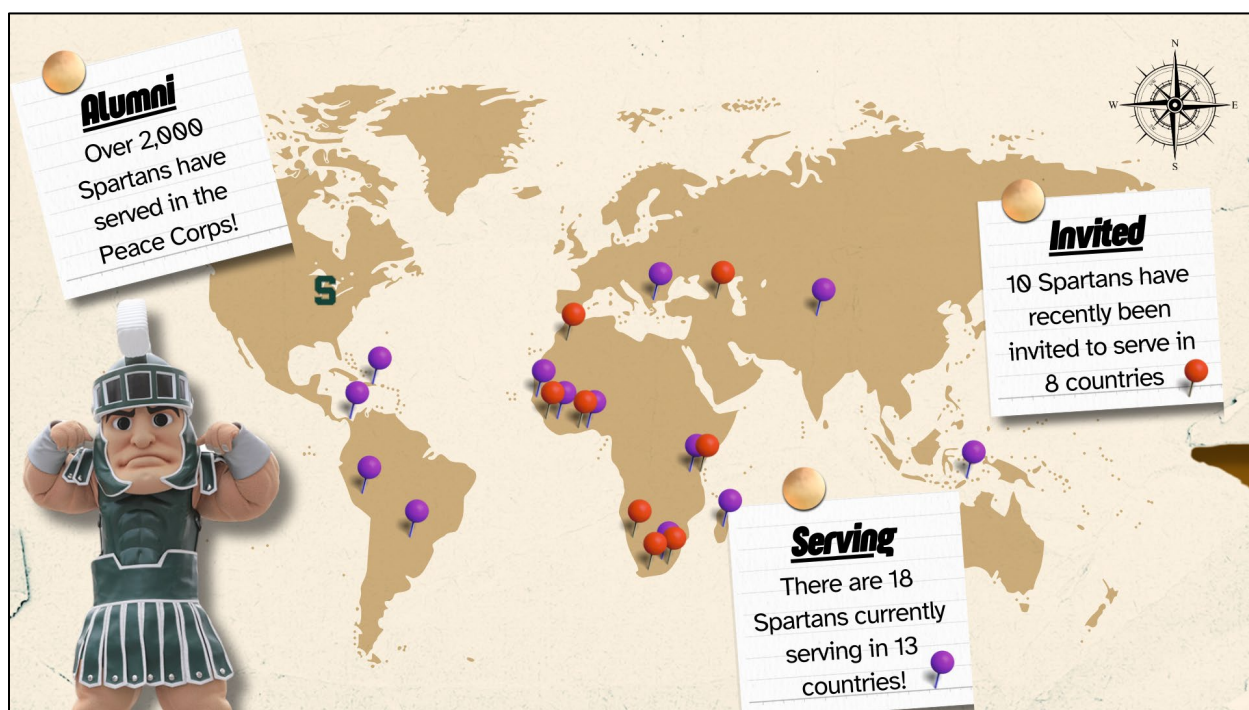 Alumni
Over 2,000
Spartans have
served in the
Peace Corps!
N
W
E
S
S
Invited
10 Spartans have
recently been
invited to serve in
8 countries
Serving
There are 18
Spartans currently
serving in 13
countries!